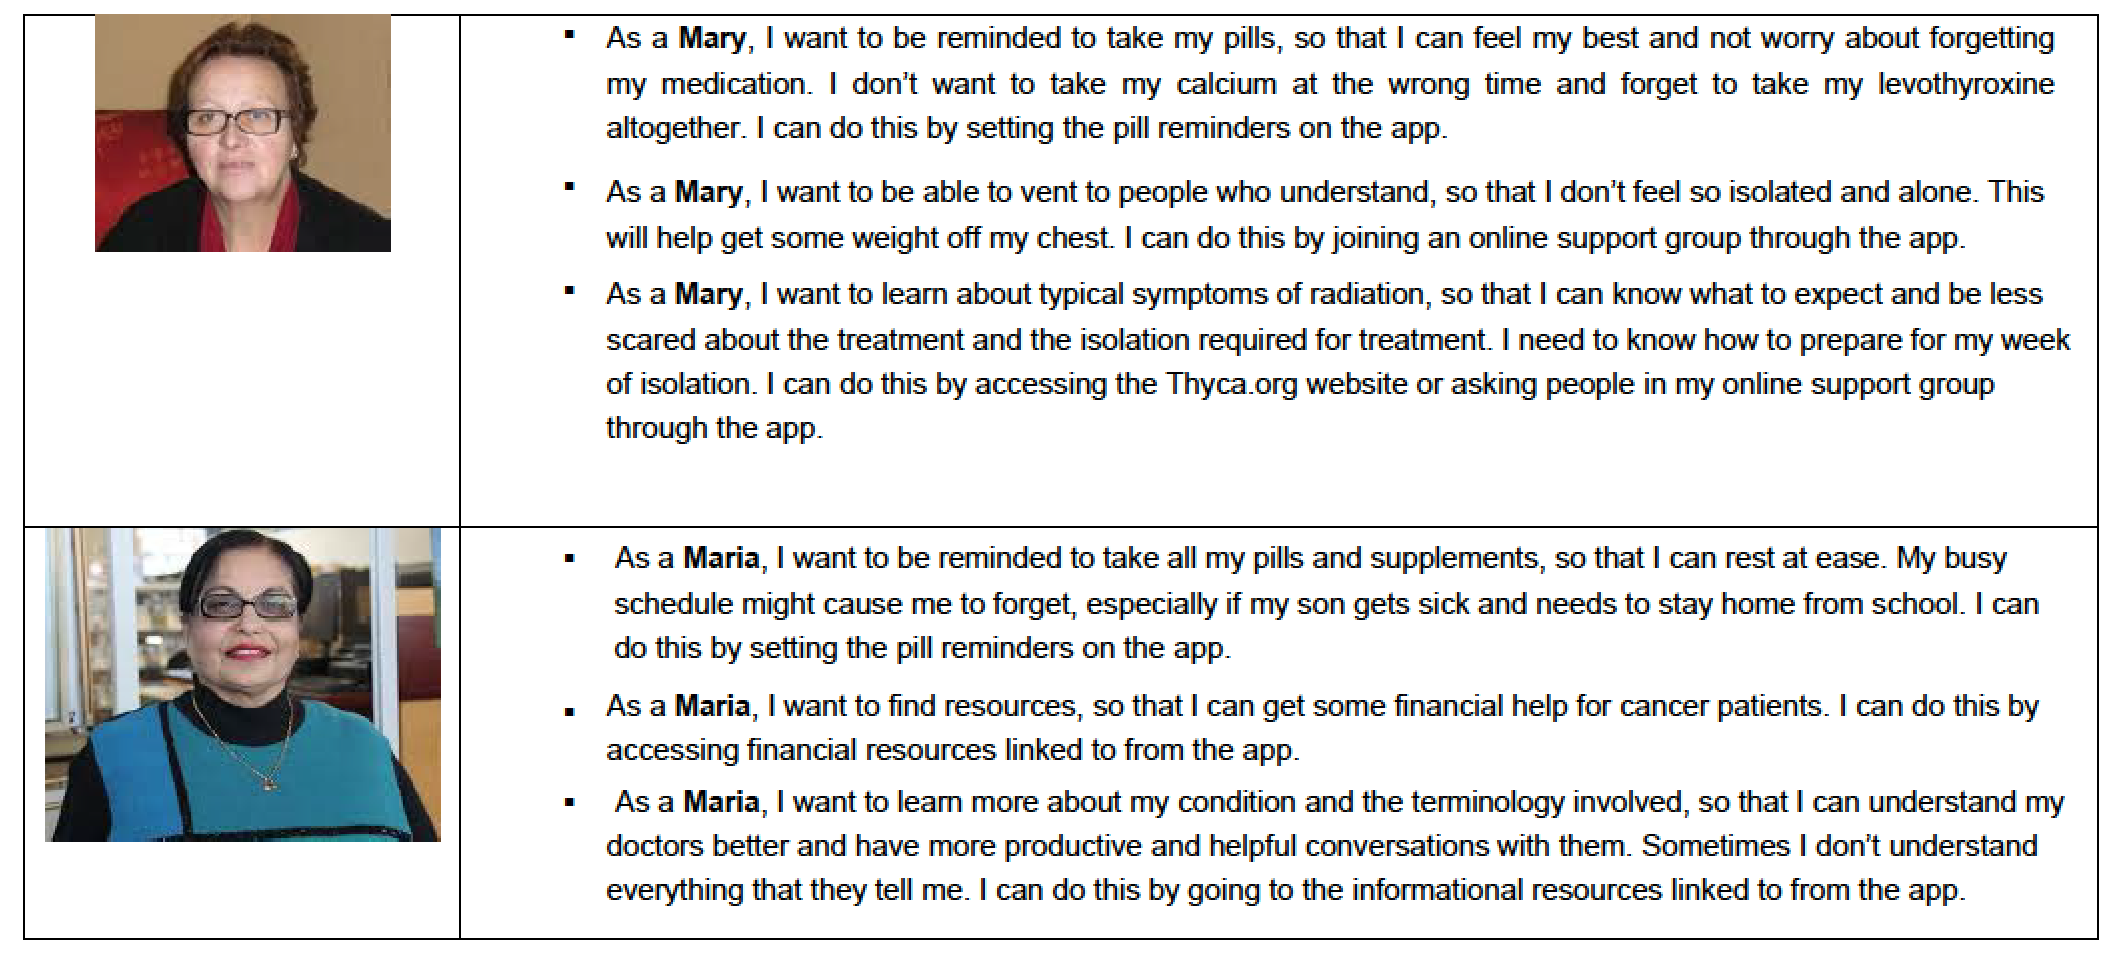 ▪ As a Mary, I want to be reminded to take my pills, so that I can feel my best and not worry about forgetting
my medication. I don’t want to take my calcium at the wrong time and forget to take my levothyroxine
altogether. I can do this by setting the pill reminders on the app.
▪ As a Mary, I want to be able to vent to people who understand, so that I don’t feel so isolated and alone. This
will help get some weight off my chest. I can do this by joining an online support group through the app.
▪ As a Mary, I want to learn about typical symptoms of radiation, so that I can know what to expect and be less
scared about the treatment and the isolation required for treatment. I need to know how to prepare for my week
of isolation. I can do this by accessing the Thyca.org website or asking people in my online support group
through the app.
▪ As a Maria, I want to be reminded to take all my pills and supplements, so that I can rest at ease. My busy
schedule might cause me to forget, especially if my son gets sick and needs to stay home from school. I can
do this by setting the pill reminders on the app.
▪ As a Maria, I want to find resources, so that I can get some financial help for cancer patients. I can do this by
accessing financial resources linked to from the app.
▪ As a Maria, I want to learn more about my condition and the terminology involved, so that I can understand my
doctors better and have more productive and helpful conversations with them. Sometimes I don’t understand
everything that they tell me. I can do this by going to the informational resources linked to from the app.